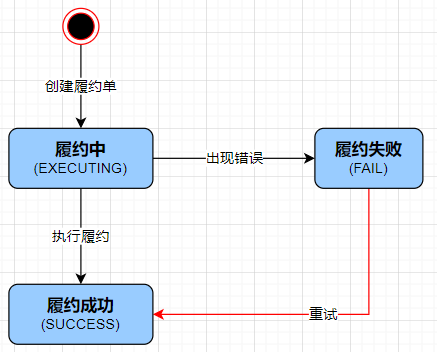 创建履约单
履约中
(EXECUTING)
出现错误
履约失败
(FAIL)
执行履约
履约成功
(SUCCESS)
重试